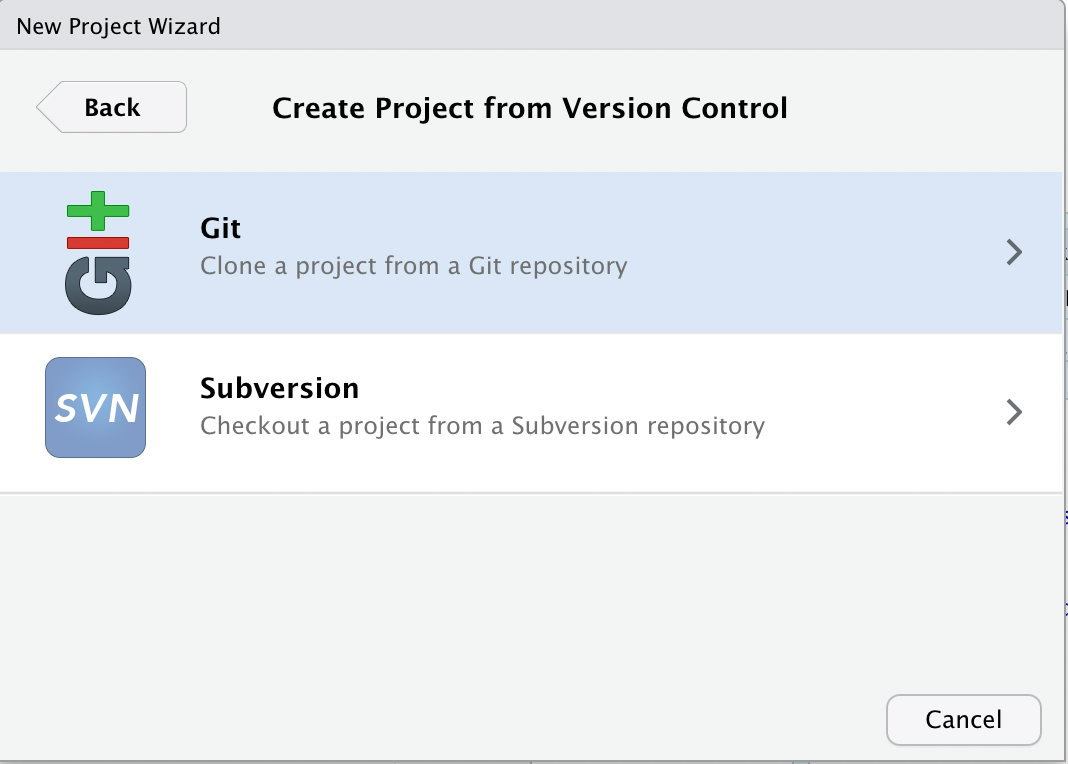 New Project Wizard
Back
Create Project from Version Control
Git
Git
Clone a project from a Git repository
SVN
Subversion
Checkout a project from a Subversion repository
Cancel